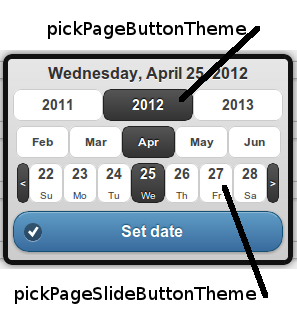 pickPageButtonTheme
Wednesday, April 25, 2012
2011 2012 2013
Feb Mar Apr May Jun
< 22 23 24 25 26 27 28 >
Su Mo Tu We Th Fr Sa
Set date
pickPageSlideButtonTheme